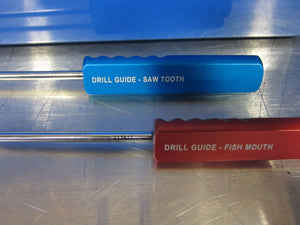 DRILL GUIDE - SAW TOOTH
DRILL GUIDE - FISH MOUTH